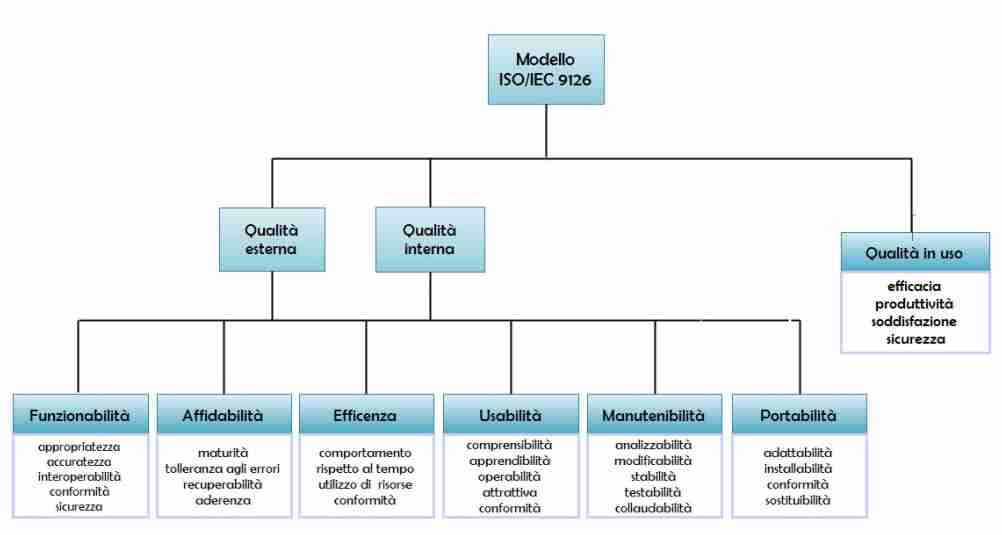 Modello
ISO/IEC 9126
Qualità
esterna
Qualità
interna
Qualità in uso
efficacia
produttività
soddisfazione
sicurezza
Funzionabilità
appropriatezza
accuratezza
interoperabilità
conformità
sicurezza
Affidabilità
maturità
tolleranza agli errori
recuperabilità
aderenza
Efficenza
comportamento
rispetto al tempo
utilizzo di risorse
conformità
Usabilità
comprensibilità
apprendibilità
operabilità
attrattiva
conformità
Manutenibilità
analizzabilità
modificabilità
stabilità
testabilità
collaudabilità
Portabilità
adattabilità
installabilità
conformità
sostituibilità